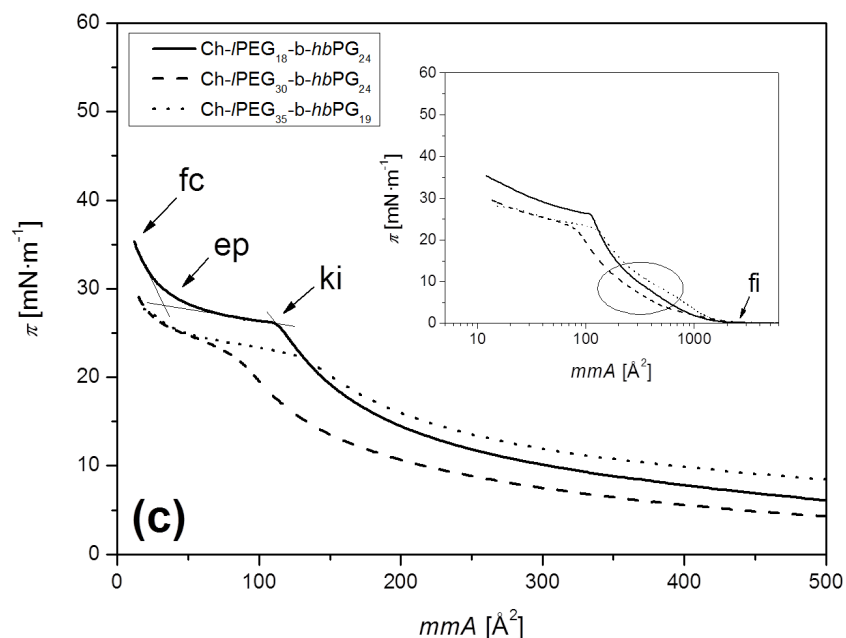 Ch-lPEG₁₈-b-hbPG₂₄
Ch-lPEG₃₀-b-hbPG₂₄
Ch-lPEG₃₅-b-hbPG₁₉
60
50
40
30
20
10
0
π [mN·m⁻¹]
fc
ep
ki
(c)
0 100 200 300 400 500
mmA [Å²]
60
50
40
30
20
10
0
π [mN·m⁻¹]
fi
10 100 1000
mmA [Å²]